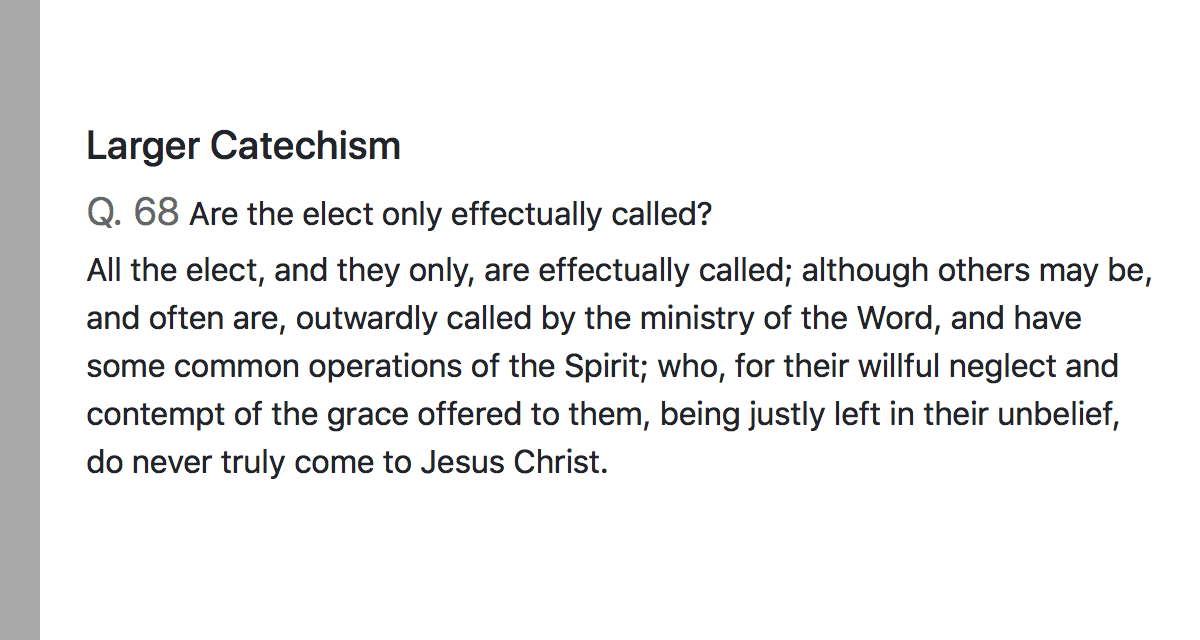 Larger Catechism
Q. 68 Are the elect only effectually called?
All the elect, and they only, are effectually called; although others may be,
and often are, outwardly called by the ministry of the Word, and have
some common operations of the Spirit; who, for their willful neglect and
contempt of the grace offered to them, being justly left in their unbelief,
do never truly come to Jesus Christ.